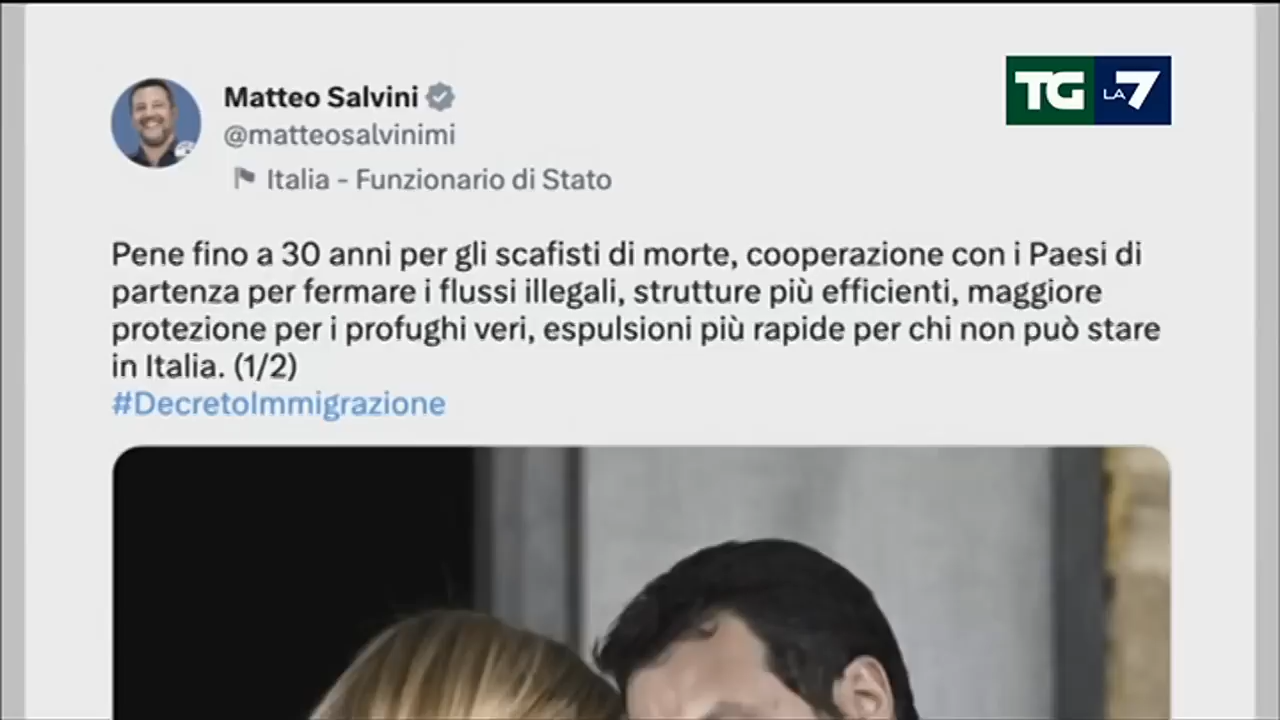 Matteo Salvini
@matteosalvinimi
Italia - Funzionario di Stato
TG LA7
Pene fino a 30 anni per gli scafisti di morte, cooperazione con i Paesi di
partenza per fermare i flussi illegali, strutture più efficienti, maggiore
protezione per i profughi veri, espulsioni più rapide per chi non può stare
in Italia. (1/2)
#DecretoImmigrazione